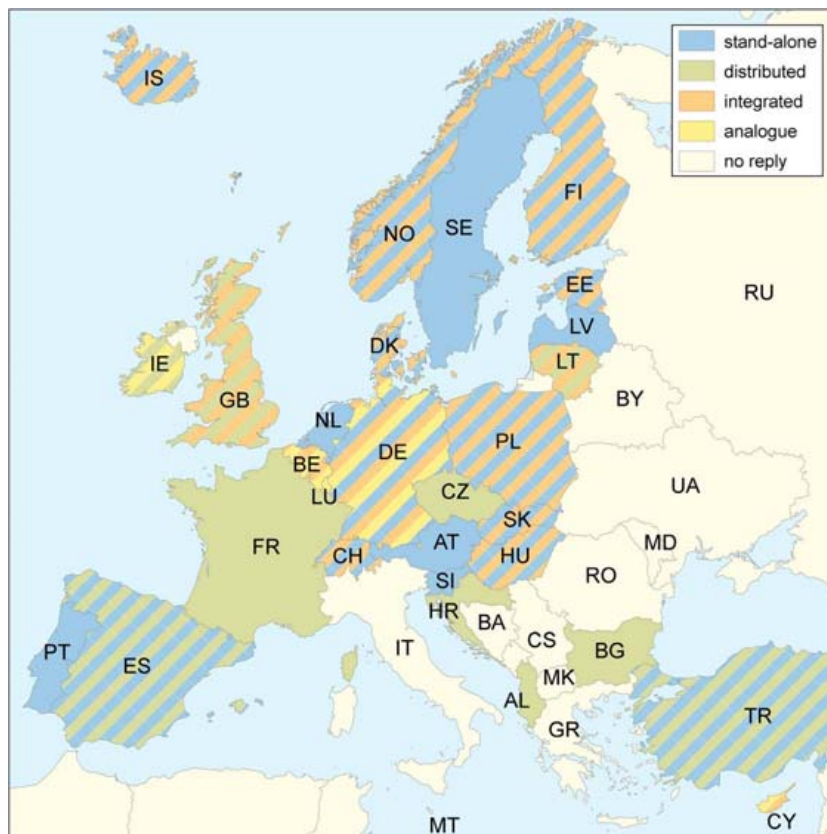 stand-alone
distributed
integrated
analogue
no reply
IS
FI
SE
NO
RU
EE
LV
DK
LT
IE
GB
BY
NL
DE
PL
BE
CZ
LU
UA
SK
FR
AT
MD
CH
HU
RO
SI
HR
BA
PT
IT
CS
BG
ES
MK
AL
TR
GR
CY
MT